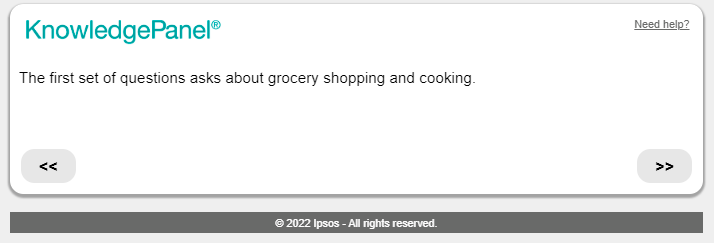 KnowledgePanel®
Need help?
The first set of questions asks about grocery shopping and cooking.
<<
>>
© 2022 Ipsos - All rights reserved.